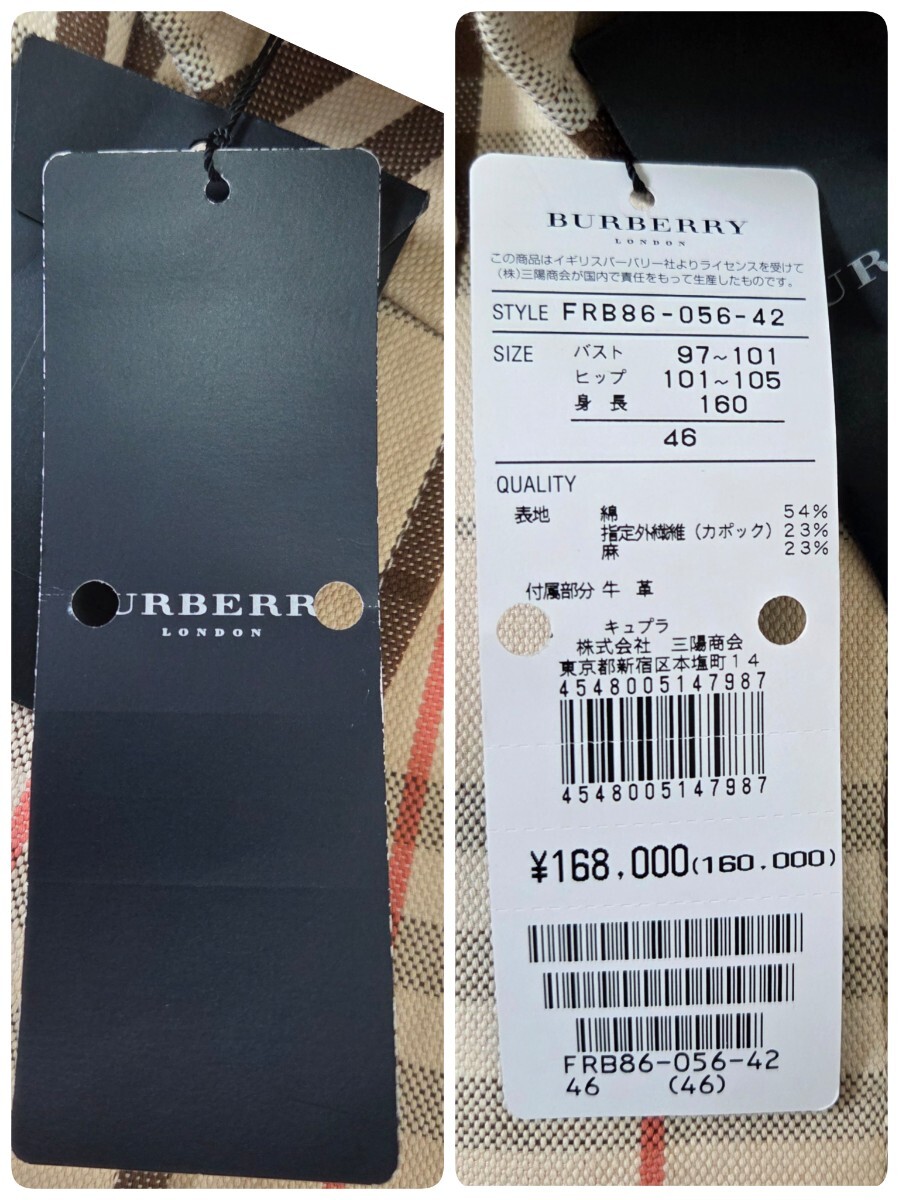 URBERR
LONDON
BURBERRY
LONDON
この商品はイギリスバーバリー社よりライセンスを受けて
(株)三陽商会が国内で責任をもって生産したものです。
STYLE FRB86-056-42
SIZE バスト 97~101
ヒップ 101~105
身長 160
46
QUALITY
表地 綿 54%
指定外繊維(カポック) 23%
麻 23%
付属部分 牛革
キュプラ
株式会社 三陽商会
東京都新宿区本塩町14
4548005147987
4548005147987
¥168,000(160.000)
FRB86-056-42
46 (46)
UR